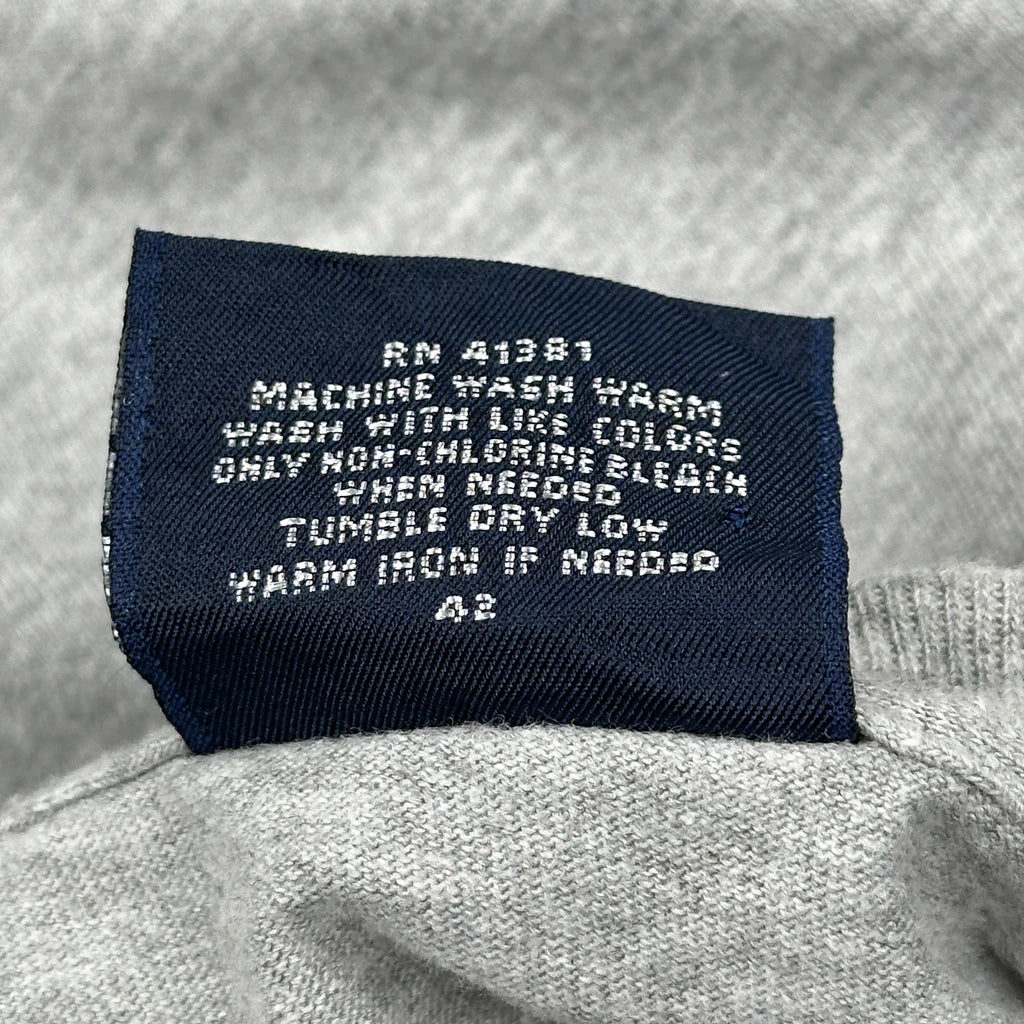 RN 41381
MACHINE WASH WARM
WASH WITH LIKE COLORS
ONLY NON-CHLORINE BLEACH
WHEN NEEDED
TUMBLE DRY LOW
WARM IRON IF NEEDED
42